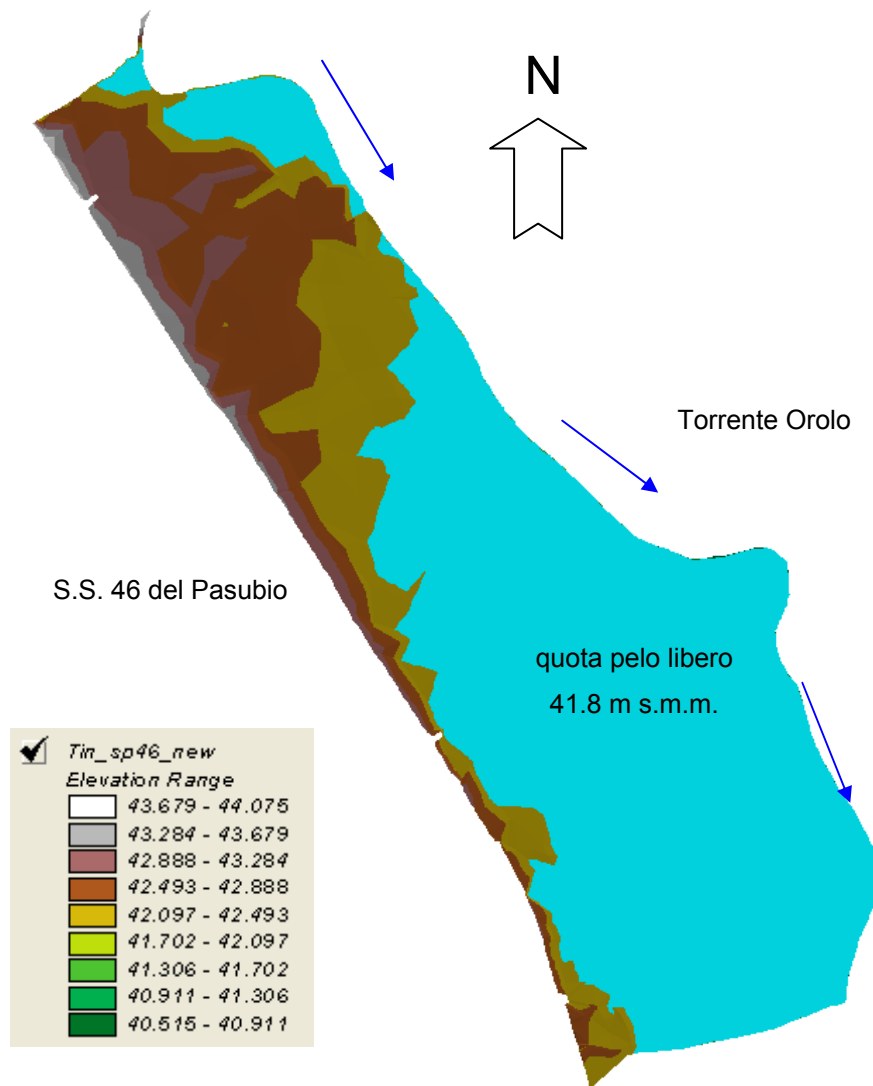 N
Torrente Orolo
S.S. 46 del Pasubio
quota pelo libero
41.8 m s.m.m.
Tin_sp46_new
Elevation Range
43.679 - 44.075
43.284 - 43.679
42.888 - 43.284
42.493 - 42.888
42.097 - 42.493
41.702 - 42.097
41.306 - 41.702
40.911 - 41.306
40.515 - 40.911